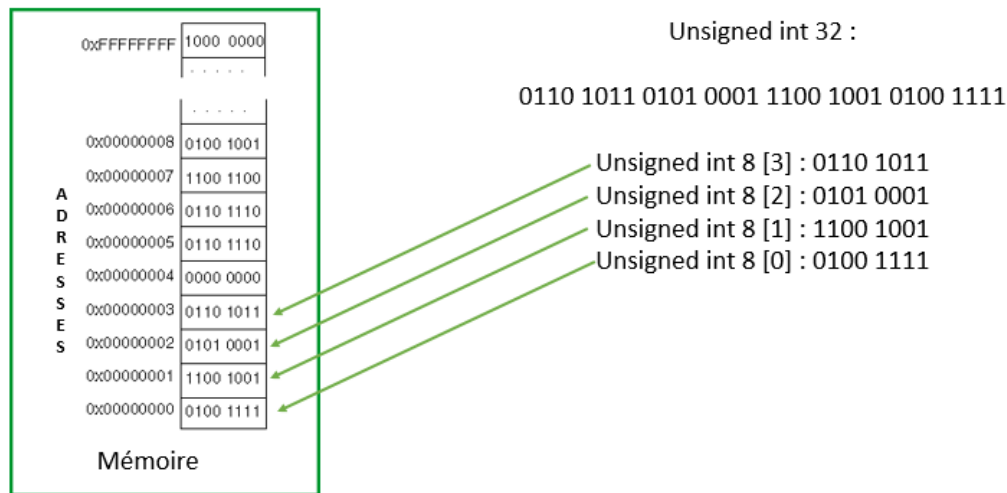 0xFFFFFFFF 1000 0000
. . . . .
. . . . .
0x00000008 0100 1001
0x00000007 1100 1100
0x00000006 0110 1110
0x00000005 0110 1110
0x00000004 0000 0000
0x00000003 0110 1011
0x00000002 0101 0001
0x00000001 1100 1001
0x00000000 0100 1111
ADRESSES
Mémoire
Unsigned int 32 :
0110 1011 0101 0001 1100 1001 0100 1111
Unsigned int 8 [3] : 0110 1011
Unsigned int 8 [2] : 0101 0001
Unsigned int 8 [1] : 1100 1001
Unsigned int 8 [0] : 0100 1111